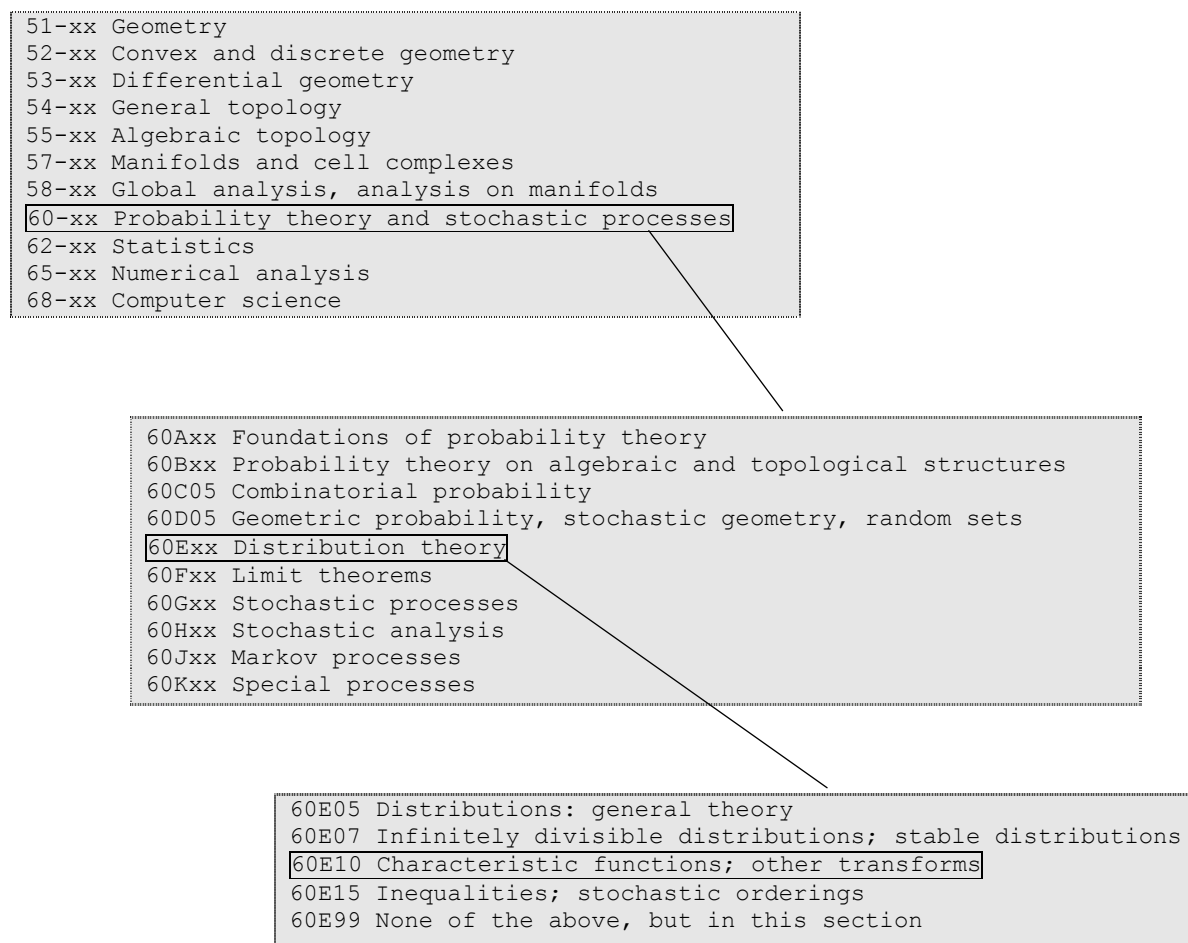 51-xx Geometry
52-xx Convex and discrete geometry
53-xx Differential geometry
54-xx General topology
55-xx Algebraic topology
57-xx Manifolds and cell complexes
58-xx Global analysis, analysis on manifolds
60-xx Probability theory and stochastic processes
62-xx Statistics
65-xx Numerical analysis
68-xx Computer science
60Axx Foundations of probability theory
60Bxx Probability theory on algebraic and topological structures
60C05 Combinatorial probability
60D05 Geometric probability, stochastic geometry, random sets
60Exx Distribution theory
60Fxx Limit theorems
60Gxx Stochastic processes
60Hxx Stochastic analysis
60Jxx Markov processes
60Kxx Special processes
60E05 Distributions: general theory
60E07 Infinitely divisible distributions; stable distributions
60E10 Characteristic functions; other transforms
60E15 Inequalities; stochastic orderings
60E99 None of the above, but in this section